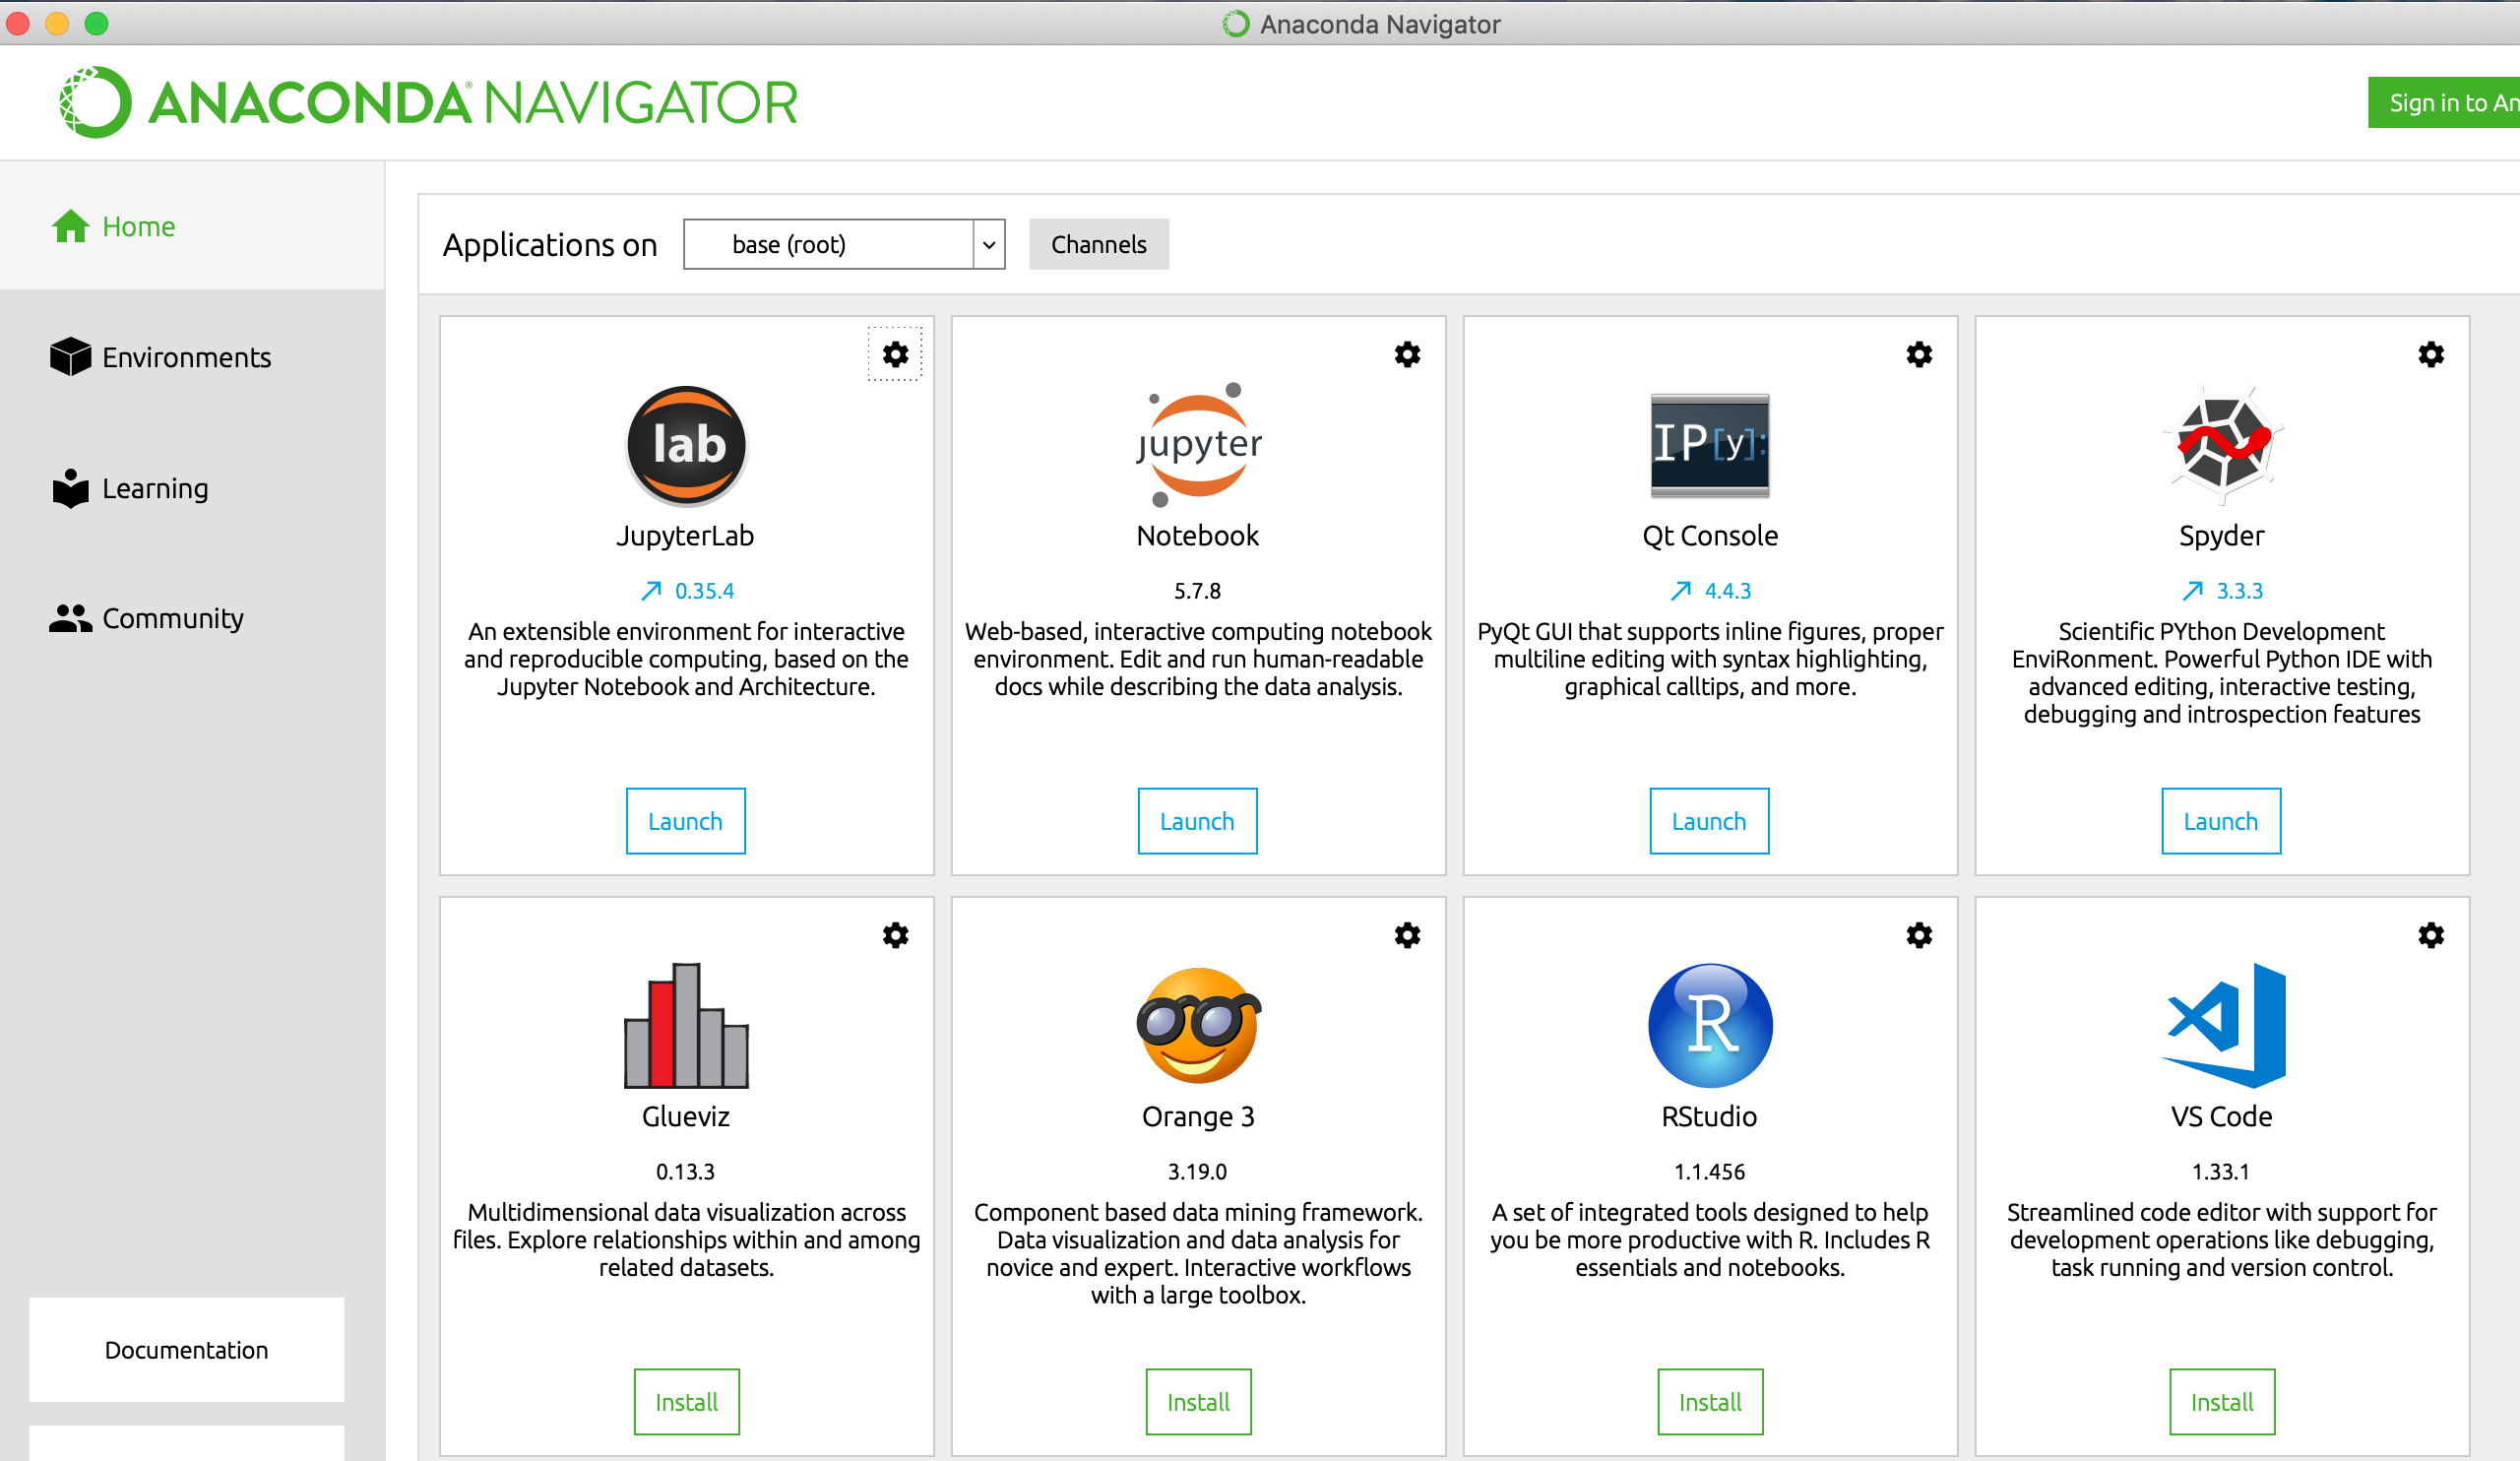 Anaconda Navigator
ANACONDA® NAVIGATOR
Sign in to An
Home
Environments
Learning
Community
Documentation
Applications on
base (root)
Channels
lab
JupyterLab
0.35.4
An extensible environment for interactive
and reproducible computing, based on the
Jupyter Notebook and Architecture.
Launch
jupyter
Notebook
5.7.8
Web-based, interactive computing notebook
environment. Edit and run human-readable
docs while describing the data analysis.
Launch
IP[y]:
Qt Console
4.4.3
PyQt GUI that supports inline figures, proper
multiline editing with syntax highlighting,
graphical calltips, and more.
Launch
Spyder
3.3.3
Scientific PYthon Development
EnviRonment. Powerful Python IDE with
advanced editing, interactive testing,
debugging and introspection features
Launch
Glueviz
0.13.3
Multidimensional data visualization across
files. Explore relationships within and among
related datasets.
Install
Orange 3
3.19.0
Component based data mining framework.
Data visualization and data analysis for
novice and expert. Interactive workflows
with a large toolbox.
Install
R
RStudio
1.1.456
A set of integrated tools designed to help
you be more productive with R. Includes R
essentials and notebooks.
Install
VS Code
1.33.1
Streamlined code editor with support for
development operations like debugging,
task running and version control.
Install